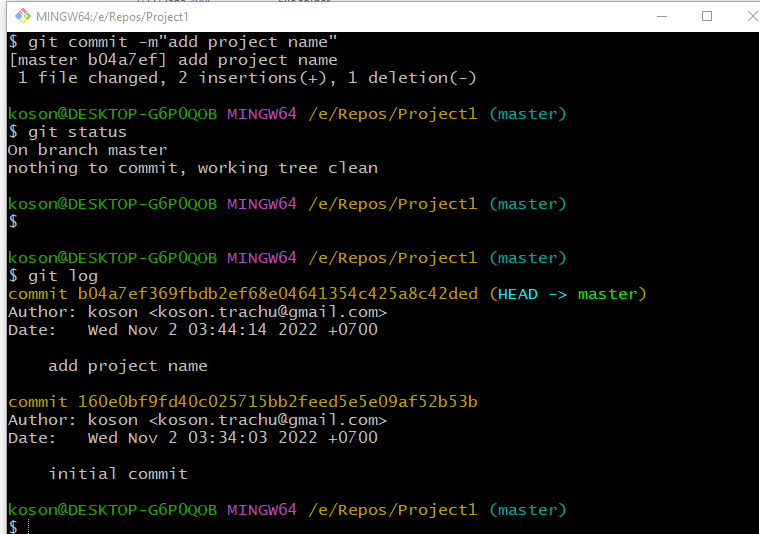 MINGW64:/e/Repos/Project1
$ git commit -m"add project name"
[master b04a7ef] add project name
 1 file changed, 2 insertions(+), 1 deletion(-)
koson@DESKTOP-G6P0QOB MINGW64 /e/Repos/Project1 (master)
$ git status
On branch master
nothing to commit, working tree clean
koson@DESKTOP-G6P0QOB MINGW64 /e/Repos/Project1 (master)
$
koson@DESKTOP-G6P0QOB MINGW64 /e/Repos/Project1 (master)
$ git log
commit b04a7ef369fbdb2ef68e04641354c425a8c42ded (HEAD -> master)
Author: koson <koson.trachu@gmail.com>
Date:   Wed Nov 2 03:44:14 2022 +0700
    add project name
commit 160e0bf9fd40c025715bb2feed5e5e09af52b53b
Author: koson <koson.trachu@gmail.com>
Date:   Wed Nov 2 03:34:03 2022 +0700
    initial commit
koson@DESKTOP-G6P0QOB MINGW64 /e/Repos/Project1 (master)
$